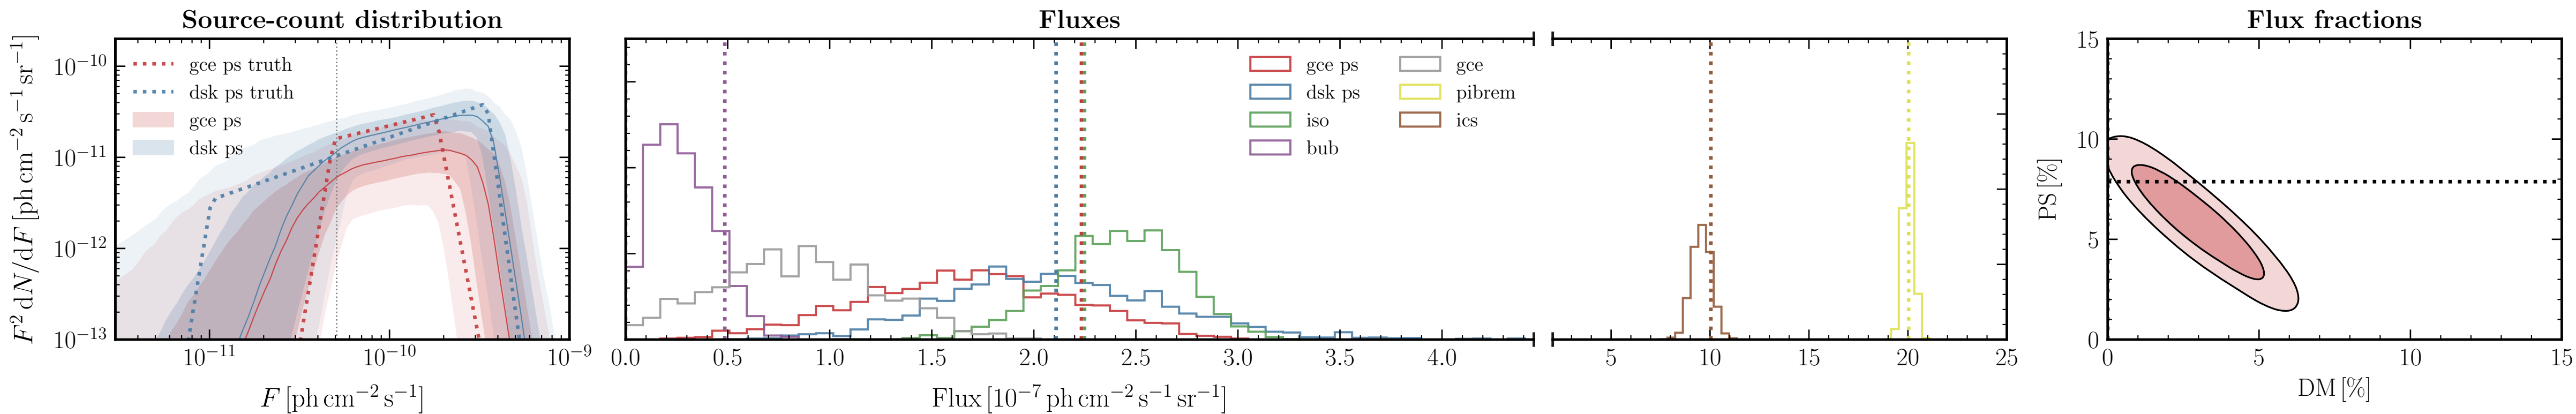 Source-count distribution
F² dN/dF [ph cm⁻² s⁻¹ sr⁻¹]
10⁻¹⁰
10⁻¹¹
10⁻¹²
10⁻¹³
gce ps truth
dsk ps truth
gce ps
dsk ps
10⁻¹¹ 10⁻¹⁰ 10⁻⁹
F [ph cm⁻² s⁻¹]
Fluxes
gce ps
dsk ps
iso
bub
gce
pibrem
ics
0.0 0.5 1.0 1.5 2.0 2.5 3.0 3.5 4.0
5 10 15 20 25
Flux [10⁻⁷ ph cm⁻² s⁻¹ sr⁻¹]
Flux fractions
PS [%]
15
10
5
0
0 5 10 15
DM [%]